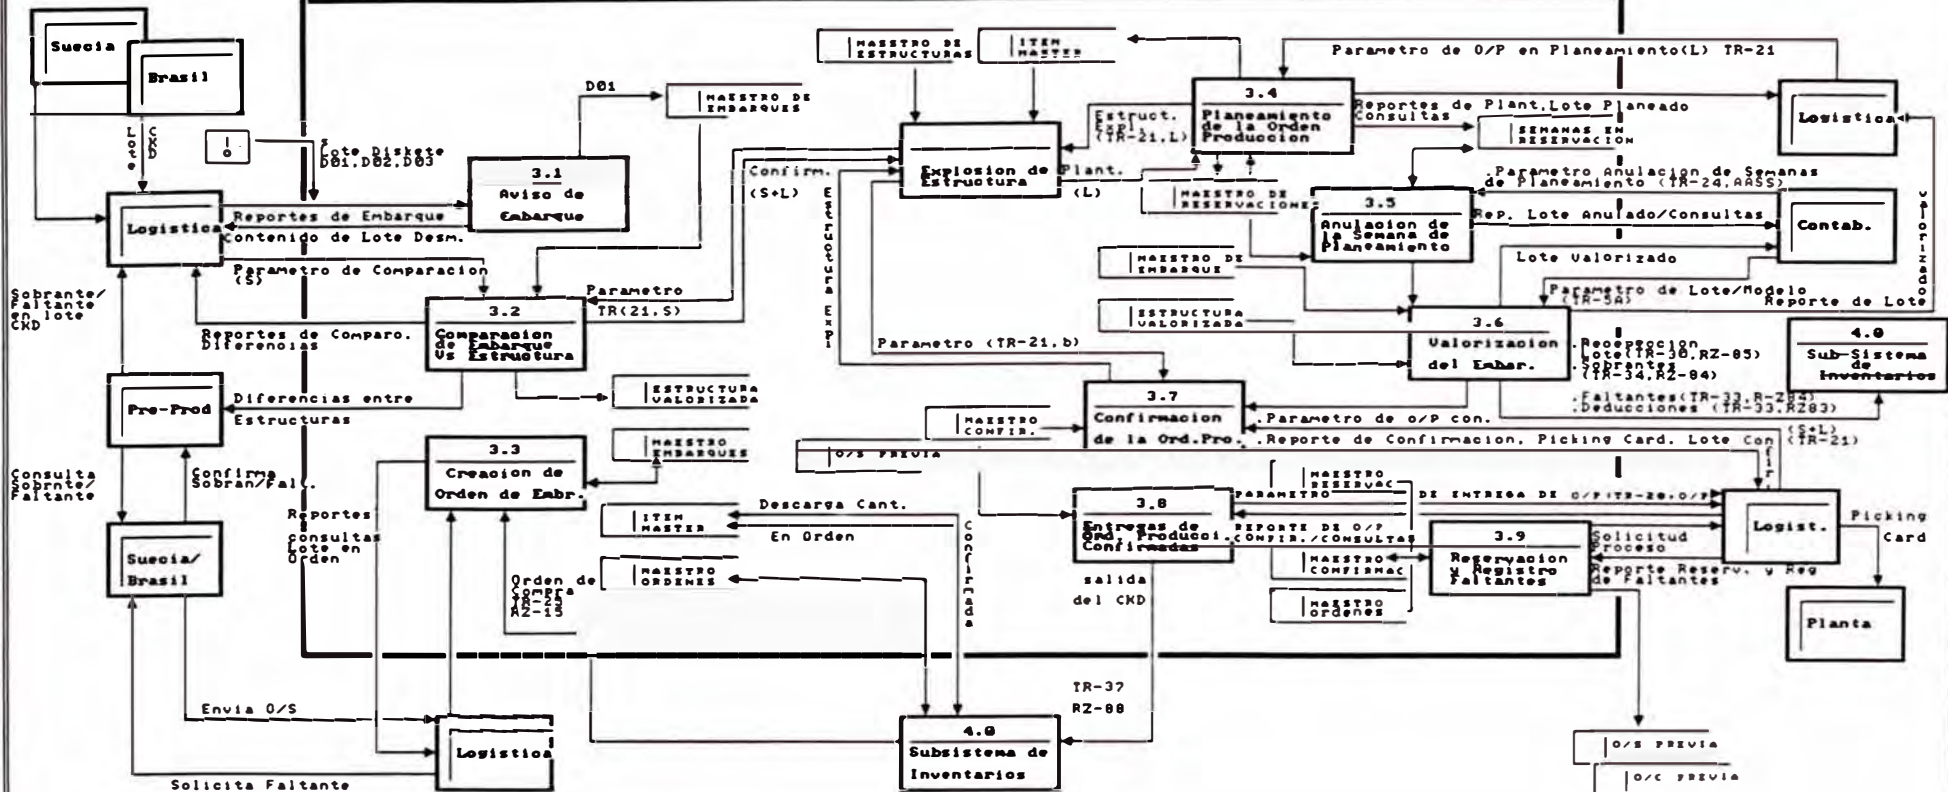 Suecia
Brasil
Lote
CKD
I
O
Lote Diskete
D01,D02,D03
D01
MAESTRO DE
EMBARQUES
3.1
Aviso de
Embarque
Logistica
Reportes de Embarque
Contenido de Lote Desm.
Parametro de Comparacion
(S)
Sobrante/
Faltante
en lote
CKD
Reportes de Comparo.
Diferencias
3.2
Comparacion
de Embarque
Vs Estructura
Parametro
TR(21,S)
Confirm.
(S+L)
Estructura Expl
MAESTRO DE
ESTRUCTURAS
ITEM
MASTER
Explosion de
Estructura
Estruct.
Expl.
(TR-21,L)
Plant.
(L)
3.4
Planeamiento
de la Orden
Produccion
Parametro de O/P en Planeamiento(L) TR-21
Reportes de Plant.Lote Planeado
Consultas
SEMANAS EN
RESERVACION
Logistica
MAESTRO DE
RESERVACIONES
3.5
Anulacion de
la Semana de
Planeamiento
.Parametro Anulacion de Semanas
de Planeamiento (TR-24,AASS)
Rep. Lote Anulado/Consultas
Contab.
valorizado
MAESTRO DE
EMBARQUE
Lote Valorizado
Parametro de Lote/Modelo
(TR-5A)
Reporte de Lote
ESTRUCTURA
VALORIZADA
3.6
Valorizacion
del Embar.
.Recepcion
Lote(TR-30,RZ-05)
.Sobrantes
(TR-34,RZ-04)
.Faltantes(TR-33,R-Z04)
.Deducciones (TR-33,RZ03)
4.0
Sub-Sistema
de
Inventarios
Pre-Prod
Diferencias entre
Estructuras
ESTRUCTURA
VALORIZADA
Parametro (TR-21,b)
3.7
Confirmacion
de la Ord.Pro.
MAESTRO
CONFIR.
.Parametro de o/P con.
(S+L)
(TR-21)
.Reporte de Confirmacion, Picking Card. Lote Confir.
O/S PREVIA
3.3
Creacion de
Orden de Embr.
MAESTRO
EMBARQUES
Consulta
Sobrnte/
Faltante
Confirma
Sobran/Fal.
Reportes
consultas
Lote en
Orden
Suecia/
Brasil
ITEM
MASTER
Descarga Cant.
En Orden
Confirmada
MAESTRO
ORDENES
Orden de
Compra
TR-25
RZ-15
3.8
Entregas de
Ord. Producci.
Confirmadas
MAESTRO
RESERVAC
PARAMETRO DE ENTREGA DE O/P(TR-20,O/P
REPORTE DE O/P
CONFIR./CONSULTAS
MAESTRO
CONFIRMAC
MAESTRO
ordenes
3.9
Reservacion
y Registro
Faltantes
Solicitud
Proceso
Reporte Reserv. y Reg
de Faltantes
Logist.
Picking
Card
Planta
salida
del CKD
TR-37
RZ-08
Envia O/S
Logistica
Solicita Faltante
4.0
Subsistema de
Inventarios
O/S PREVIA
O/C PREVIA